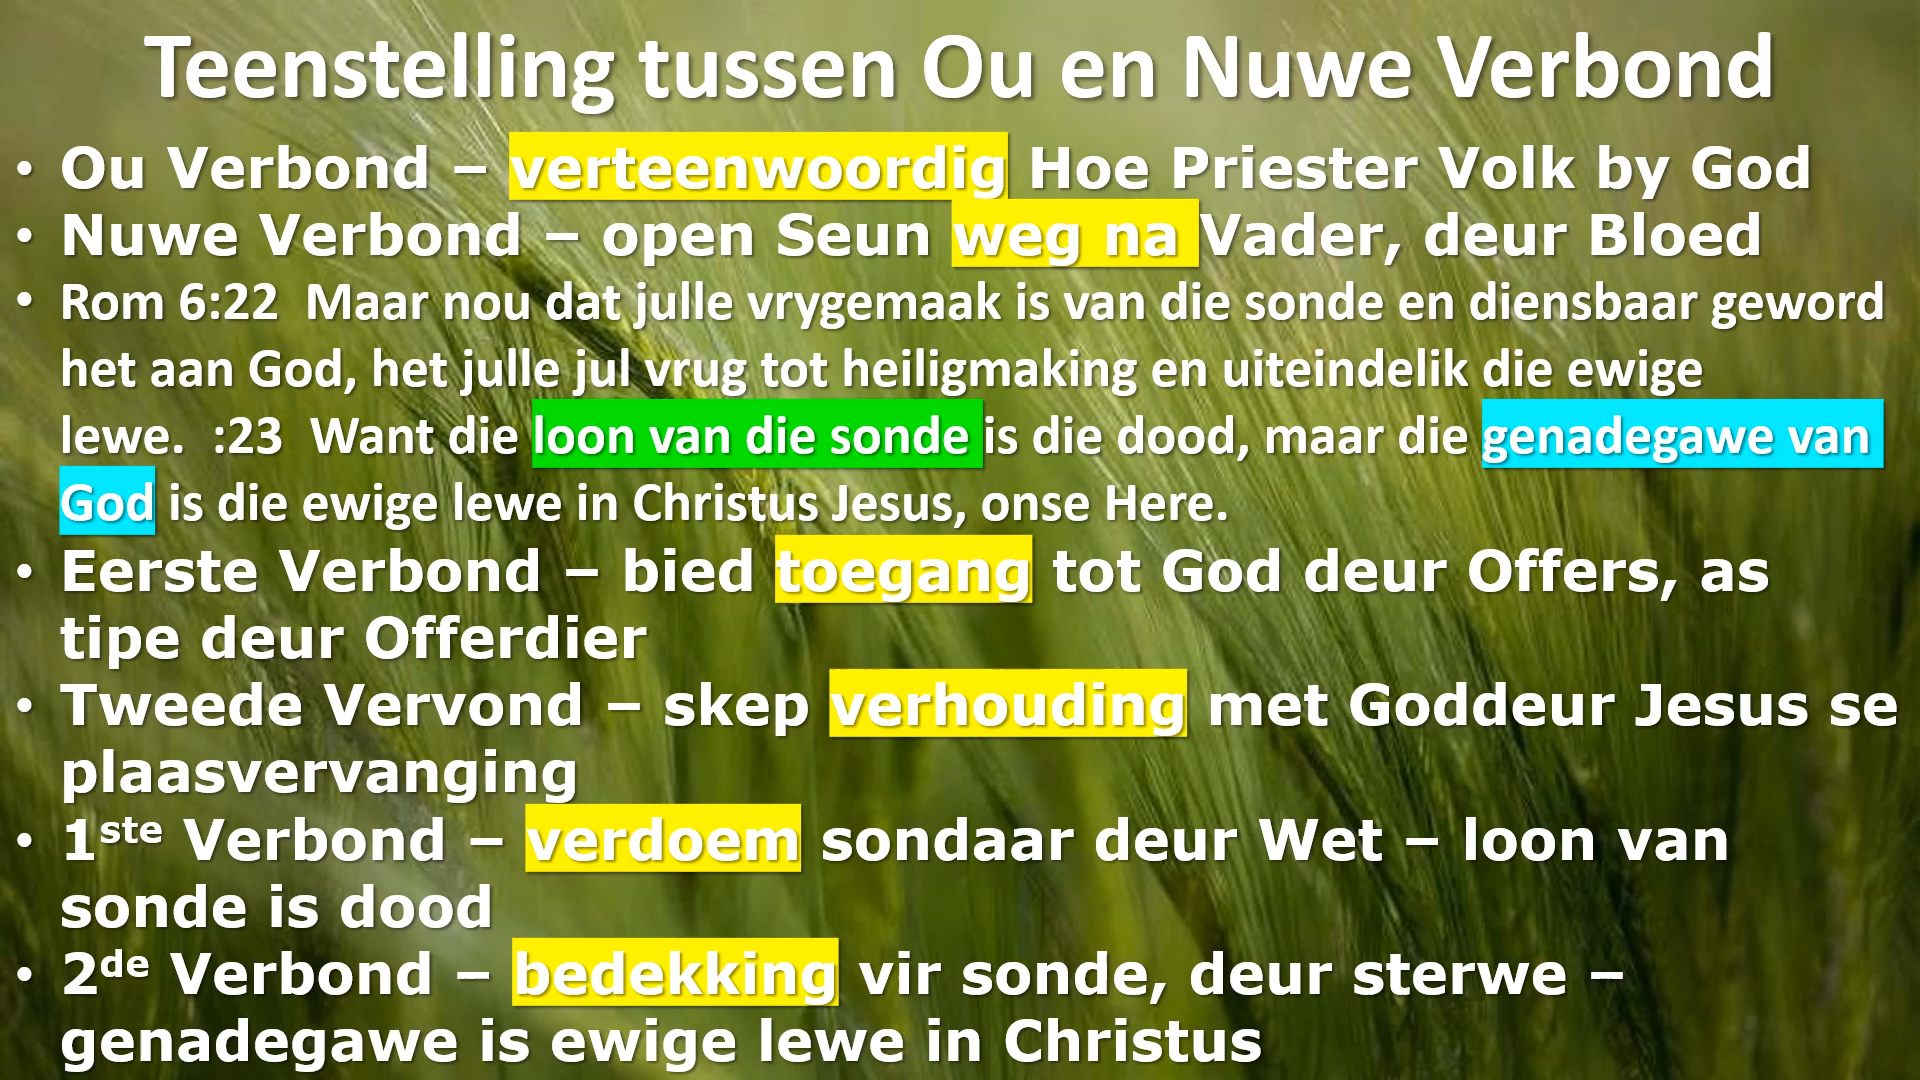 Teenstelling tussen Ou en Nuwe Verbond
• Ou Verbond – verteenwoordig Hoe Priester Volk by God
• Nuwe Verbond – open Seun weg na Vader, deur Bloed
• Rom 6:22 Maar nou dat julle vrygemaak is van die sonde en diensbaar geword
het aan God, het julle jul vrug tot heiligmaking en uiteindelik die ewige
lewe. :23 Want die loon van die sonde is die dood, maar die genadegawe van
God is die ewige lewe in Christus Jesus, onse Here.
• Eerste Verbond – bied toegang tot God deur Offers, as
tipe deur Offerdier
• Tweede Vervond – skep verhouding met Goddeur Jesus se
plaasvervanging
• 1ste Verbond – verdoem sondaar deur Wet – loon van
sonde is dood
• 2de Verbond – bedekking vir sonde, deur sterwe –
genadegawe is ewige lewe in Christus